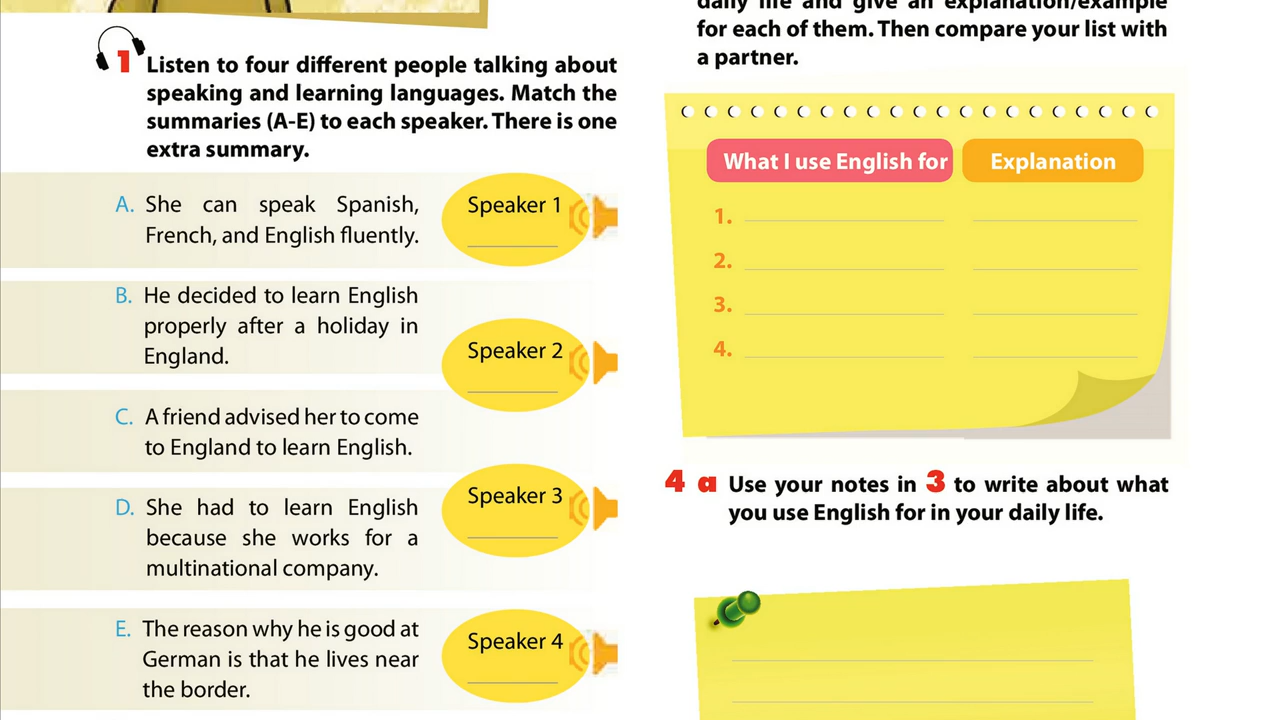 1 Listen to four different people talking about
speaking and learning languages. Match the
summaries (A-E) to each speaker. There is one
extra summary.
A. She can speak Spanish,
French, and English fluently.
B. He decided to learn English
properly after a holiday in
England.
C. A friend advised her to come
to England to learn English.
D. She had to learn English
because she works for a
multinational company.
E. The reason why he is good at
German is that he lives near
the border.
Speaker 1
Speaker 2
Speaker 3
Speaker 4
daily life and give an explanation/example
for each of them. Then compare your list with
a partner.
What I use English for
Explanation
1.
2.
3.
4.
4 a Use your notes in 3 to write about what
you use English for in your daily life.